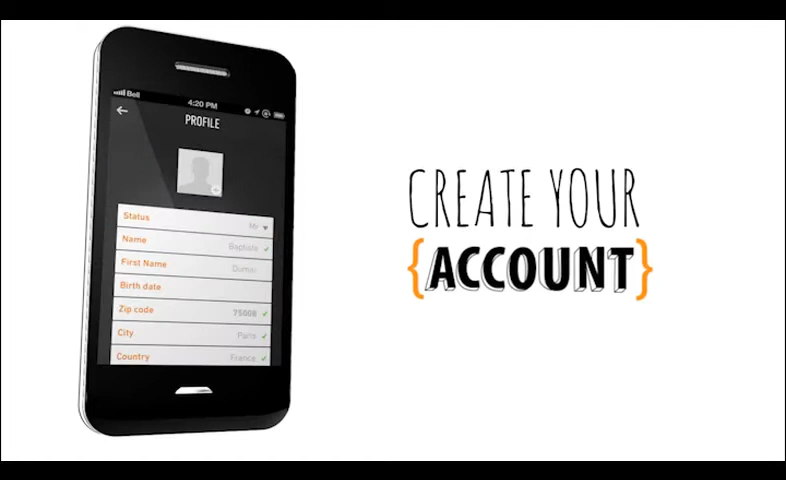 Bell
4:20 PM
PROFILE
Status Mr
Name Baptiste
First Name
Birth date
Zip code 75008
City Paris
Country France
CREATE YOUR
{ACCOUNT}